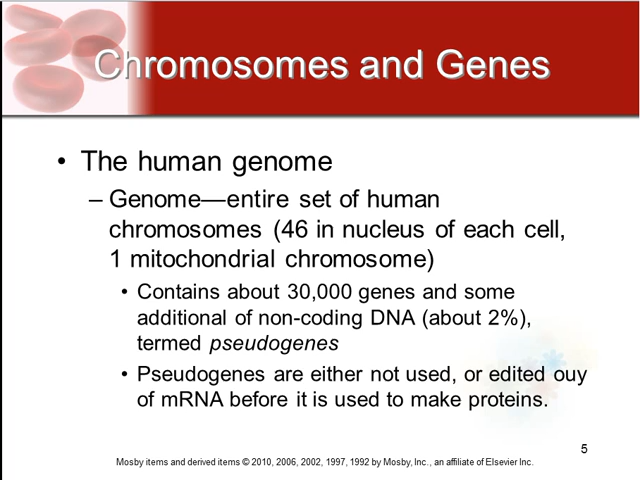 Chromosomes and Genes
• The human genome
– Genome—entire set of human
chromosomes (46 in nucleus of each cell,
1 mitochondrial chromosome)
• Contains about 30,000 genes and some
additional of non-coding DNA (about 2%),
termed pseudogenes
• Pseudogenes are either not used, or edited ouy
of mRNA before it is used to make proteins.
5
Mosby items and derived items © 2010, 2006, 2002, 1997, 1992 by Mosby, Inc., an affiliate of Elsevier Inc.